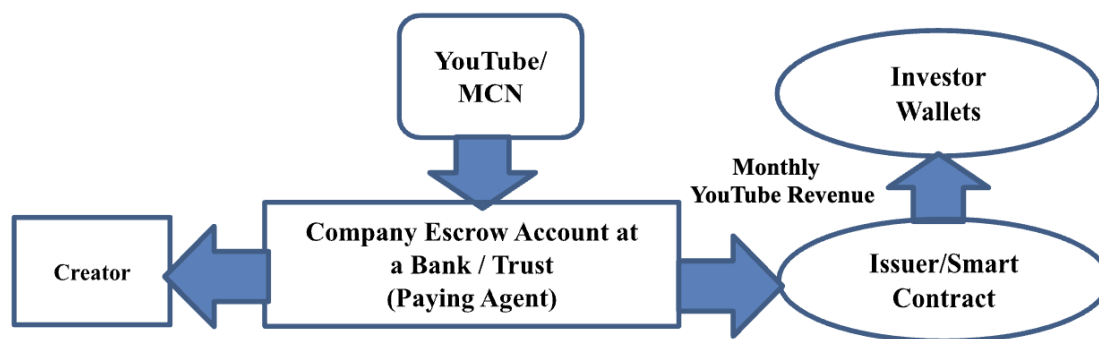 YouTube/
MCN
Investor
Wallets
Monthly
YouTube Revenue
Company Escrow Account at
a Bank / Trust
(Paying Agent)
Creator
Issuer/Smart
Contract